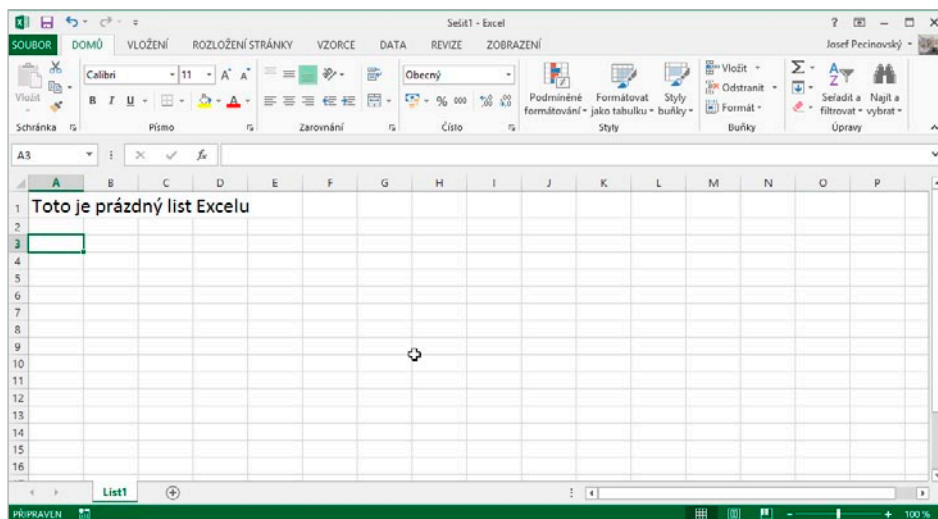 Sešit1 - Excel
SOUBOR DOMŮ VLOŽENÍ ROZLOŽENÍ STRÁNKY VZORCE DATA REVIZE ZOBRAZENÍ Josef Pecinovský
Calibri 11 Obecný Vložit
Vložit B I U % 000 Podmíněné Formátovat Styly Odstranit Seřadit a Najít a
formátování jako tabulku buňky Formát filtrovat vybrat
Schránka Písmo Zarovnání Číslo Styly Buňky Úpravy
A3 fx
A B C D E F G H I J K L M N O P
1 Toto je prázdný list Excelu
2
3
4
5
6
7
8
9
10
11
12
13
14
15
16
List1
PŘIPRAVEN 100 %